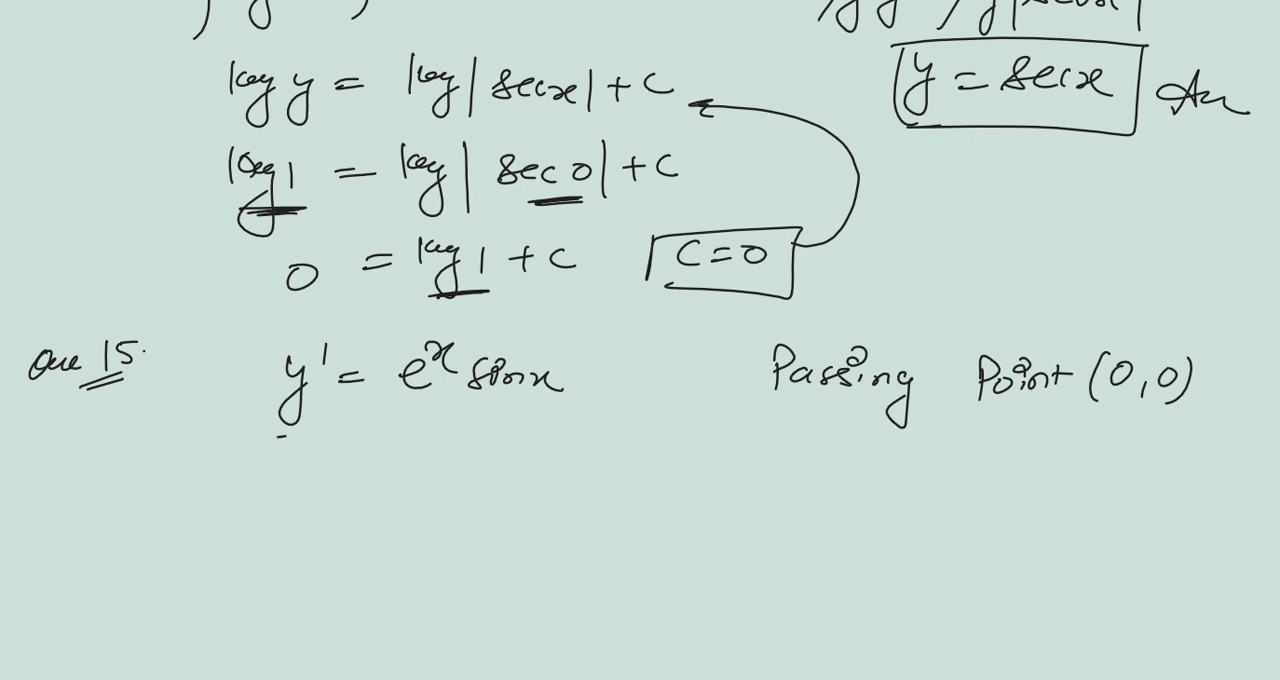 log y = log|secx| + C
y = secx Ans
log 1 = log|sec 0| + C
0 = log 1 + C C = 0
Que 15. y' = e^x sinx Passing Point (0,0)